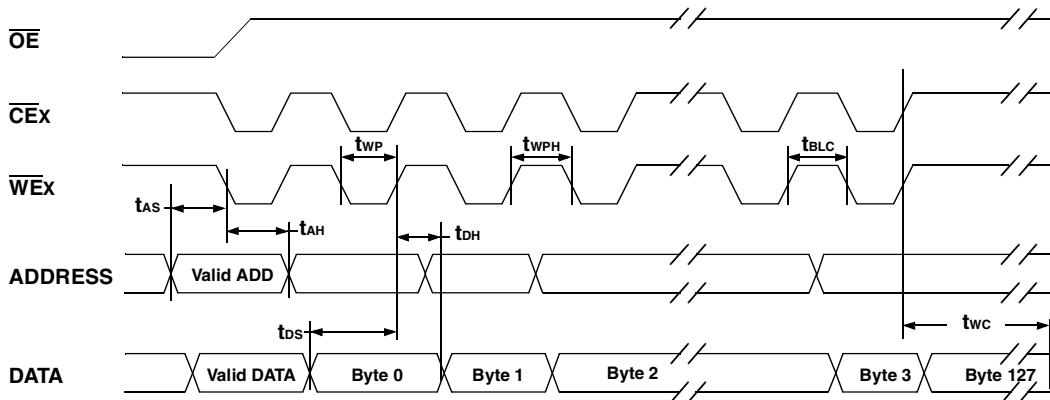 OE
CEx
tWP
tWPH
tBLC
WEx
tAS
tAH
tDH
ADDRESS
Valid ADD
tDS
tWC
DATA
Valid DATA
Byte 0
Byte 1
Byte 2
Byte 3
Byte 127